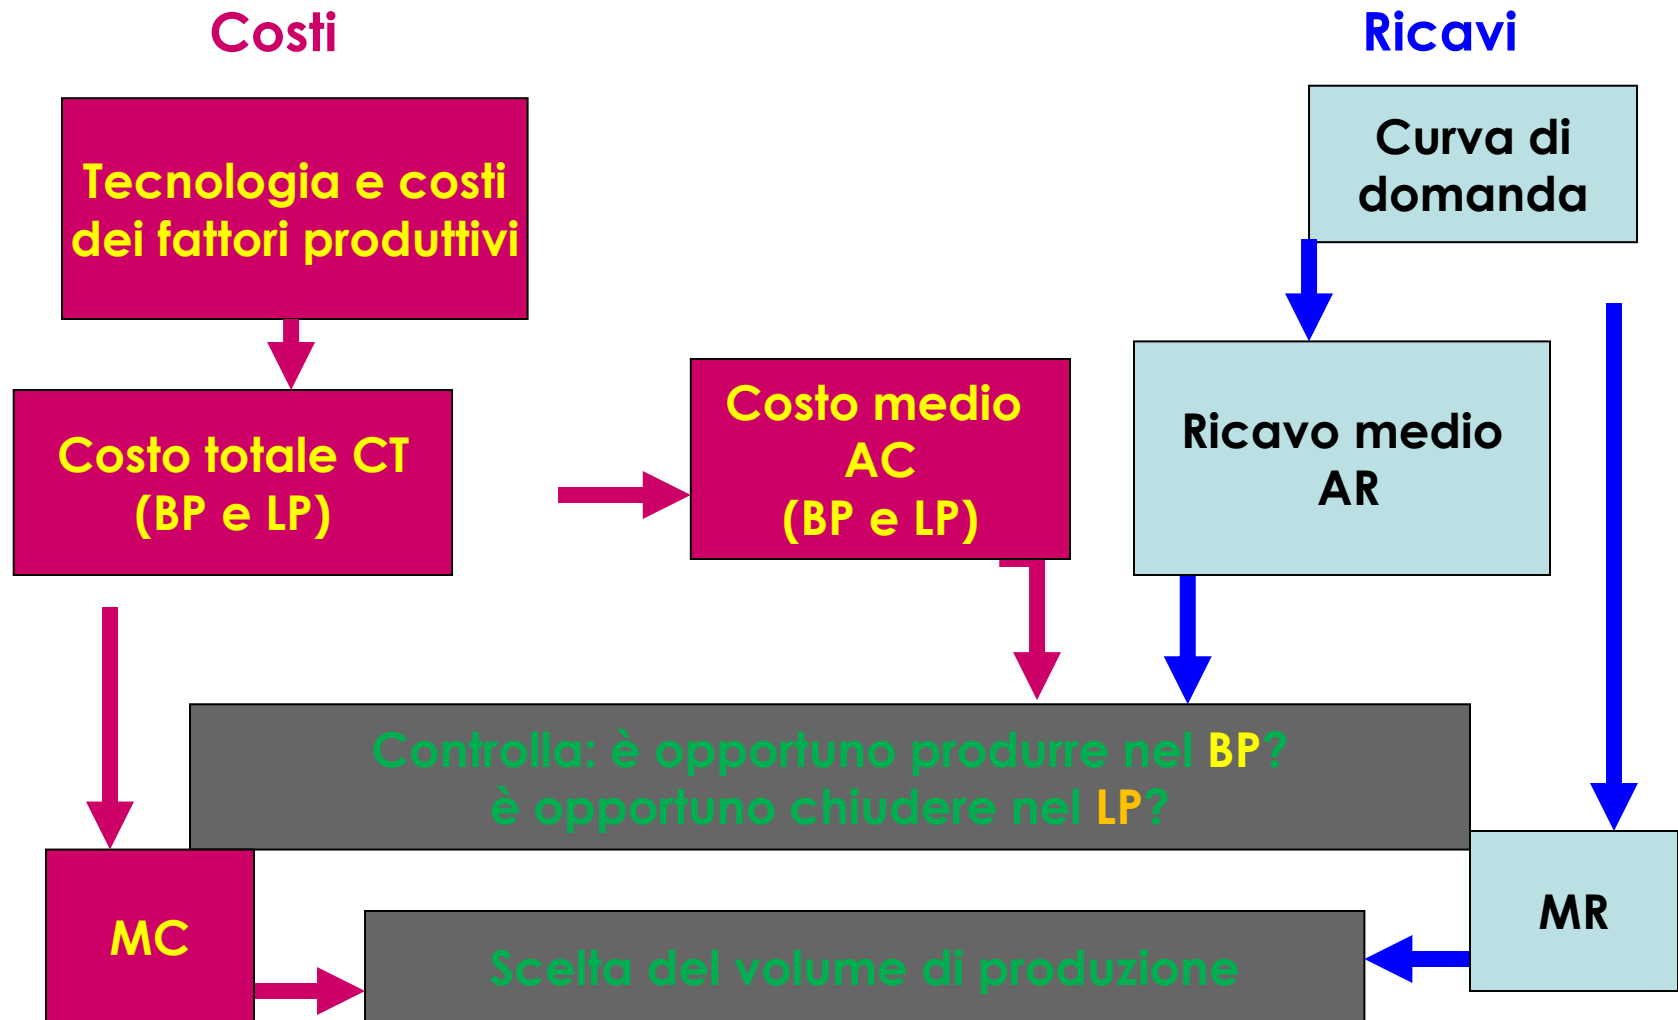 Costi
Ricavi
Tecnologia e costi
dei fattori produttivi
Curva di
domanda
Costo totale CT
(BP e LP)
Costo medio
AC
(BP e LP)
Ricavo medio
AR
Controlla: è opportuno produrre nel BP?
è opportuno chiudere nel LP?
MC
MR
Scelta del volume di produzione